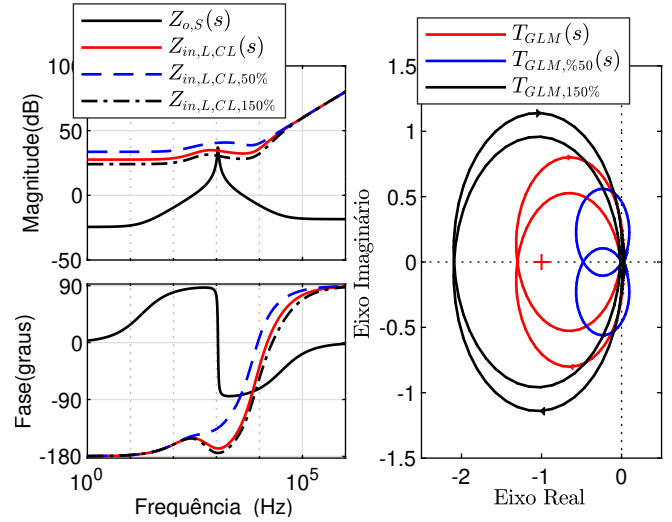 Z_{o,S}(s)
Z_{in,L,CL}(s)
Z_{in,L,CL,50%}
Z_{in,L,CL,150%}
Magnitude(dB)
100
50
0
-50
Fase(graus)
90
0
-90
-180
10^0
10^5
Frequência (Hz)
T_{GLM}(s)
T_{GLM,%50}(s)
T_{GLM,150%}
Eixo Imaginário
1.5
1
0.5
0
-0.5
-1
-1.5
-2
-1
0
Eixo Real